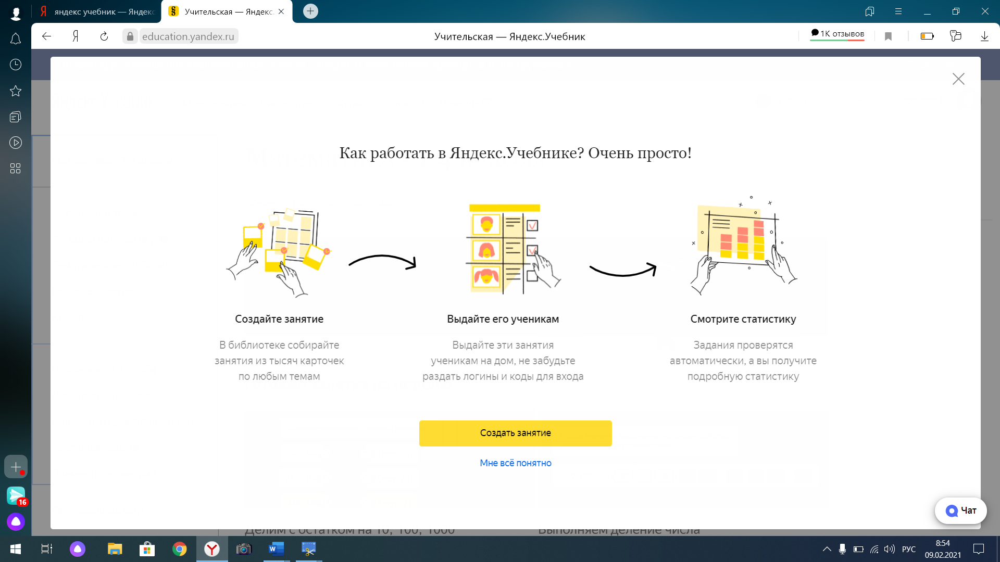 яндекс учебник — Яндекс
Учительская — Яндекс.
education.yandex.ru
Учительская — Яндекс.Учебник
1К отзывов
Как работать в Яндекс.Учебнике? Очень просто!
Создайте занятие
В библиотеке собирайте
занятия из тысяч карточек
по любым темам
Выдайте его ученикам
Выдайте эти занятия
ученикам на дом, не забудьте
раздать логины и коды для входа
Смотрите статистику
Задания проверятся
автоматически, а вы получите
подробную статистику
Создать занятие
Мне всё понятно
Чат
16
Делим с остатком на 10, 100, 1000
Выполняем деление числа
РУС
8:54
09.02.2021